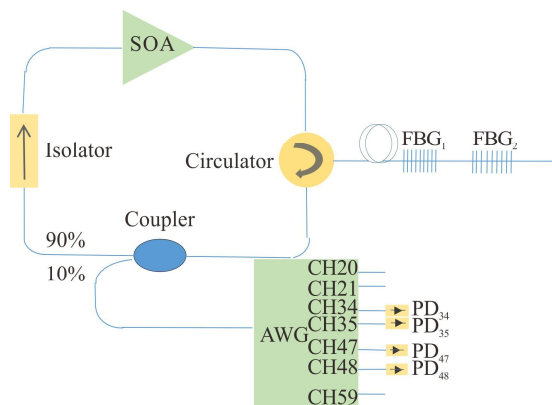 SOA
Isolator
Circulator
FBG₁
FBG₂
Coupler
90%
10%
AWG
CH20
CH21
CH34
CH35
CH47
CH48
CH59
PD₃₄
PD₃₅
PD₄₇
PD₄₈